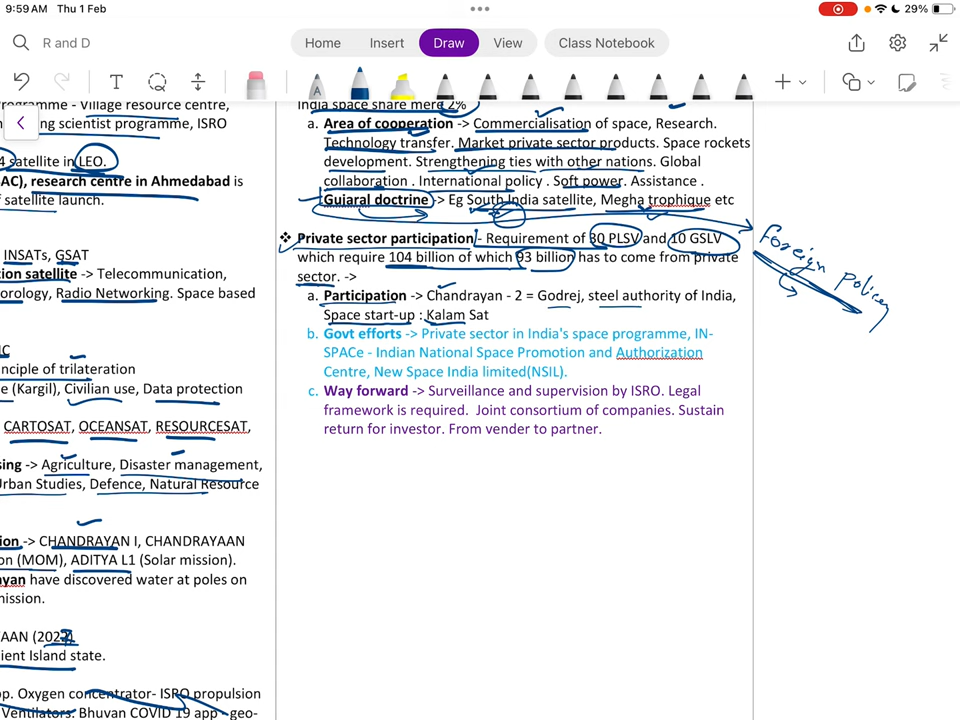 9:59 AM Thu 1 Feb
29%
R and D
Home Insert Draw View Class Notebook
T
A
rogramme - Village resource centre,
ng scientist programme, ISRO
4 satellite in LEO.
AC), research centre in Ahmedabad is
f satellite launch.
INSATs, GSAT
tion satellite -> Telecommunication,
orology, Radio Networking. Space based
IC
inciple of trilateration
e (Kargil), Civilian use, Data protection
CARTOSAT, OCEANSAT, RESOURCESAT,
sing -> Agriculture, Disaster management,
Urban Studies, Defence, Natural Resource
ion -> CHANDRAYAN I, CHANDRAYAAN
on (MOM), ADITYA L1 (Solar mission).
ayan have discovered water at poles on
mission.
AAN (202
ient Island state.
pp. Oxygen concentrator- ISRO propulsion
Ventilators. Bhuvan COVID 19 app - geo-
India space share mere 2%
a. Area of cooperation -> Commercialisation of space, Research.
Technology transfer. Market private sector products. Space rockets
development. Strengthening ties with other nations. Global
collaboration . International policy . Soft power. Assistance .
Gujaral doctrine -> Eg South India satellite, Megha trophique etc
❖ Private sector participation - Requirement of 30 PLSV and 10 GSLV
which require 104 billion of which 93 billion has to come from private
sector. ->
a. Participation -> Chandrayan - 2 = Godrej, steel authority of India,
Space start-up : Kalam Sat
b. Govt efforts -> Private sector in India's space programme, IN-
SPACe - Indian National Space Promotion and Authorization
Centre, New Space India limited(NSIL).
c. Way forward -> Surveillance and supervision by ISRO. Legal
framework is required. Joint consortium of companies. Sustain
return for investor. From vender to partner.
Foreign policy